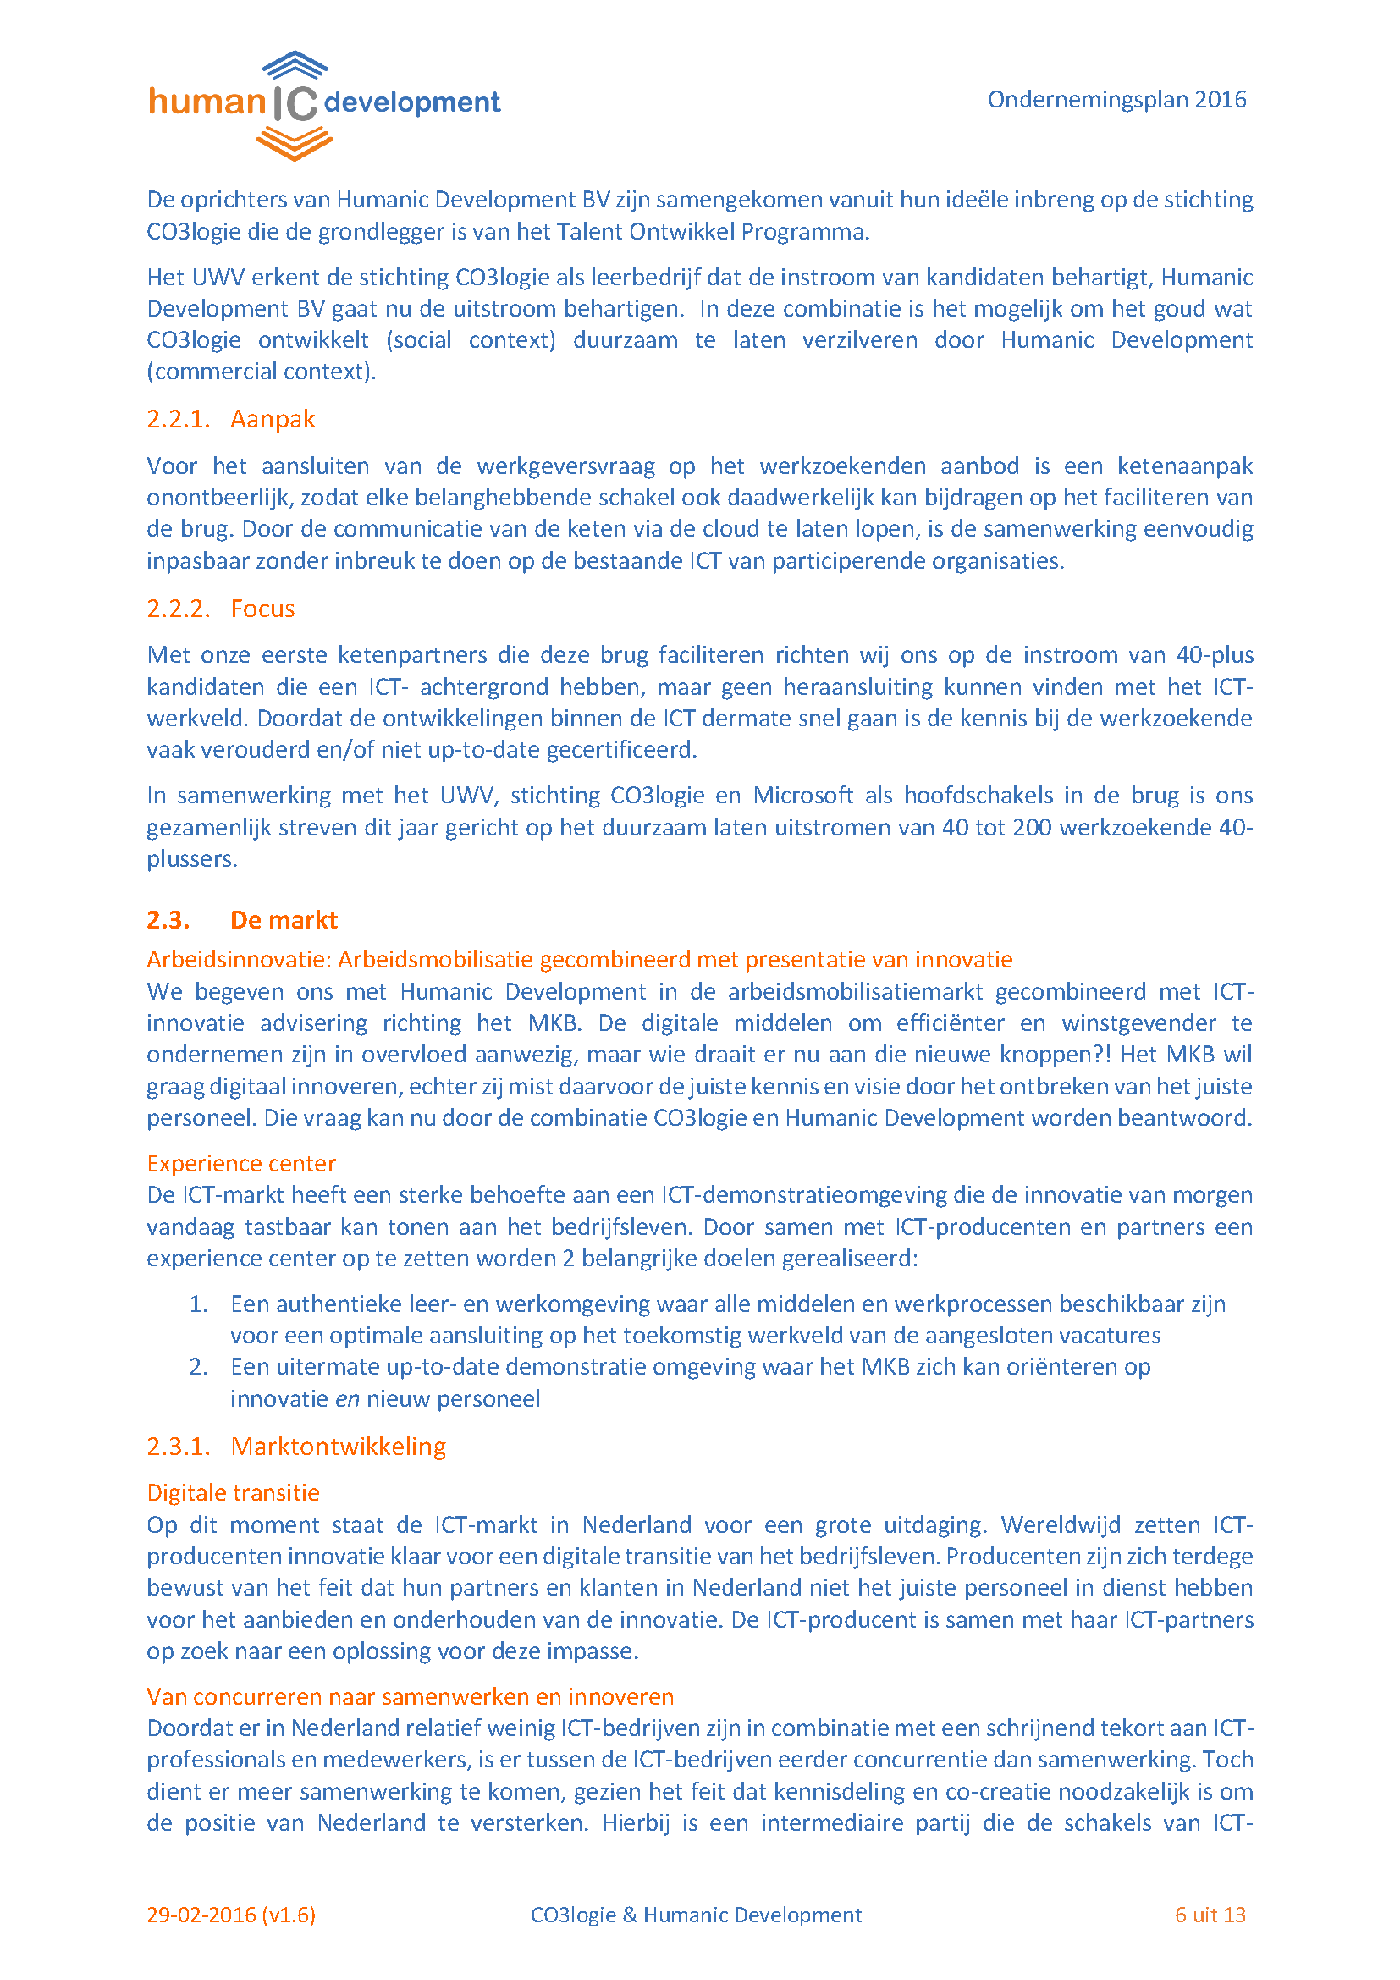 humanICdevelopment
Ondernemingsplan 2016
De oprichters van Humanic Development BV zijn samengekomen vanuit hun ideële inbreng op de stichting
CO3logie die de grondlegger is van het Talent Ontwikkel Programma.
Het UWV erkent de stichting CO3logie als leerbedrijf dat de instroom van kandidaten behartigt, Humanic
Development BV gaat nu de uitstroom behartigen.  In deze combinatie is het mogelijk om het goud wat
CO3logie ontwikkelt (social context) duurzaam te laten verzilveren door Humanic Development
(commercial context).
2.2.1. Aanpak
Voor het aansluiten van de werkgeversvraag op het werkzoekenden aanbod is een ketenaanpak
onontbeerlijk, zodat elke belanghebbende schakel ook daadwerkelijk kan bijdragen op het faciliteren van
de brug. Door de communicatie van de keten via de cloud te laten lopen, is de samenwerking eenvoudig
inpasbaar zonder inbreuk te doen op de bestaande ICT van participerende organisaties.
2.2.2. Focus
Met onze eerste ketenpartners die deze brug faciliteren richten wij ons op de instroom van 40-plus
kandidaten die een ICT- achtergrond hebben, maar geen heraansluiting kunnen vinden met het ICT-
werkveld. Doordat de ontwikkelingen binnen de ICT dermate snel gaan is de kennis bij de werkzoekende
vaak verouderd en/of niet up-to-date gecertificeerd.
In samenwerking met het UWV, stichting CO3logie en Microsoft als hoofdschakels in de brug is ons
gezamenlijk streven dit jaar gericht op het duurzaam laten uitstromen van 40 tot 200 werkzoekende 40-
plussers.
2.3. De markt
Arbeidsinnovatie: Arbeidsmobilisatie gecombineerd met presentatie van innovatie
We begeven ons met Humanic Development in de arbeidsmobilisatiemarkt gecombineerd met ICT-
innovatie advisering richting het MKB. De digitale middelen om efficiënter en winstgevender te
ondernemen zijn in overvloed aanwezig, maar wie draait er nu aan die nieuwe knoppen?! Het MKB wil
graag digitaal innoveren, echter zij mist daarvoor de juiste kennis en visie door het ontbreken van het juiste
personeel. Die vraag kan nu door de combinatie CO3logie en Humanic Development worden beantwoord.
Experience center
De ICT-markt heeft een sterke behoefte aan een ICT-demonstratieomgeving die de innovatie van morgen
vandaag tastbaar kan tonen aan het bedrijfsleven. Door samen met ICT-producenten en partners een
experience center op te zetten worden 2 belangrijke doelen gerealiseerd:
1. Een authentieke leer- en werkomgeving waar alle middelen en werkprocessen beschikbaar zijn
voor een optimale aansluiting op het toekomstig werkveld van de aangesloten vacatures
2. Een uitermate up-to-date demonstratie omgeving waar het MKB zich kan oriënteren op
innovatie en nieuw personeel
2.3.1. Marktontwikkeling
Digitale transitie
Op dit moment staat de ICT-markt in Nederland voor een grote uitdaging. Wereldwijd zetten ICT-
producenten innovatie klaar voor een digitale transitie van het bedrijfsleven. Producenten zijn zich terdege
bewust van het feit dat hun partners en klanten in Nederland niet het juiste personeel in dienst hebben
voor het aanbieden en onderhouden van de innovatie. De ICT-producent is samen met haar ICT-partners
op zoek naar een oplossing voor deze impasse.
Van concurreren naar samenwerken en innoveren
Doordat er in Nederland relatief weinig ICT-bedrijven zijn in combinatie met een schrijnend tekort aan ICT-
professionals en medewerkers, is er tussen de ICT-bedrijven eerder concurrentie dan samenwerking. Toch
dient er meer samenwerking te komen, gezien het feit dat kennisdeling en co-creatie noodzakelijk is om
de positie van Nederland te versterken. Hierbij is een intermediaire partij die de schakels van ICT-
29-02-2016 (v1.6)
CO3logie & Humanic Development
6 uit 13